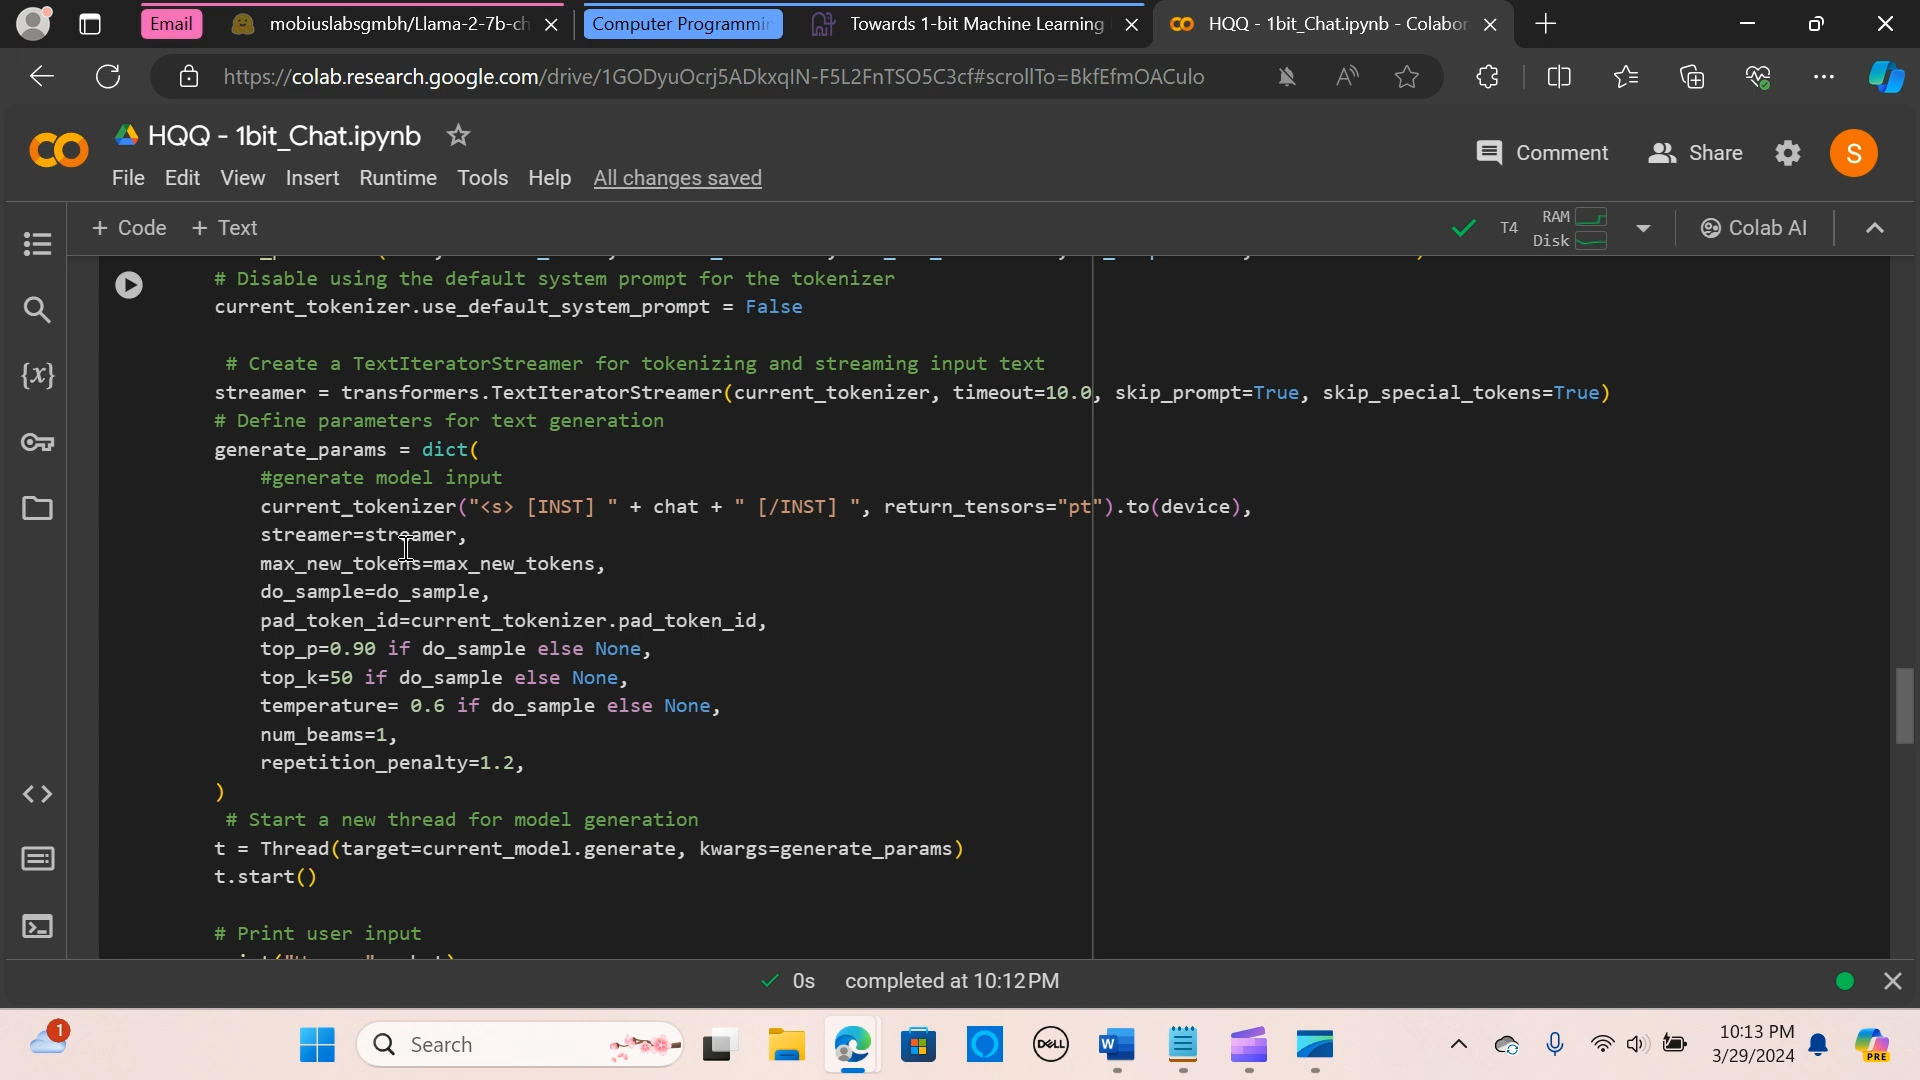 Email
mobiuslabsgmbh/Llama-2-7b-ch
Computer Programmin
Towards 1-bit Machine Learning
HQQ - 1bit_Chat.ipynb - Colabor
https://colab.research.google.com/drive/1GODyuOcrj5ADkxqIN-F5L2FnTSO5C3cf#scrollTo=BkfEfmOACulo
HQQ - 1bit_Chat.ipynb
Comment
Share
S
File Edit View Insert Runtime Tools Help All changes saved
+ Code + Text
T4
RAM
Disk
Colab AI
# Disable using the default system prompt for the tokenizer
current_tokenizer.use_default_system_prompt = False
# Create a TextIteratorStreamer for tokenizing and streaming input text
streamer = transformers.TextIteratorStreamer(current_tokenizer, timeout=10.0, skip_prompt=True, skip_special_tokens=True)
# Define parameters for text generation
generate_params = dict(
#generate model input
current_tokenizer("<s> [INST] " + chat + " [/INST] ", return_tensors="pt").to(device),
streamer=streamer,
max_new_tokens=max_new_tokens,
do_sample=do_sample,
pad_token_id=current_tokenizer.pad_token_id,
top_p=0.90 if do_sample else None,
top_k=50 if do_sample else None,
temperature= 0.6 if do_sample else None,
num_beams=1,
repetition_penalty=1.2,
)
# Start a new thread for model generation
t = Thread(target=current_model.generate, kwargs=generate_params)
t.start()
# Print user input
0s completed at 10:12 PM
1
Search
DELL
10:13 PM
3/29/2024
PRE